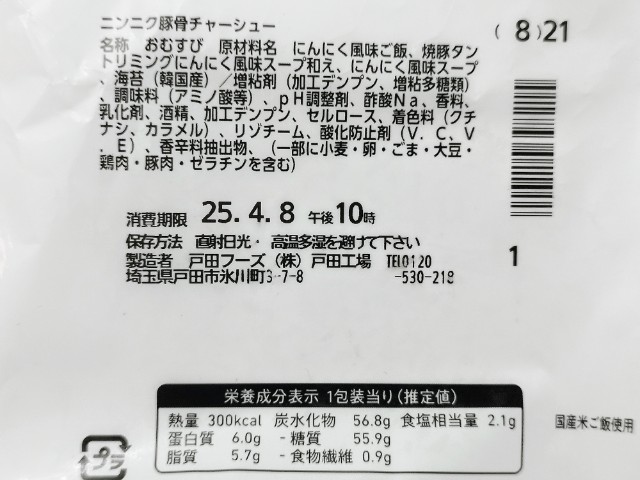 ニンニク豚骨チャーシュー
(8)21
名称 おむすび 原材料名 にんにく風味ご飯、焼豚タン
トリミングにんにく風味スープ和え、にんにく風味スープ
、海苔（韓国産）／増粘剤（加工デンプン、増粘多糖類）
、調味料（アミノ酸等）、pH調整剤、酢酸Na、香料、
乳化剤、酒精、加工デンプン、セルロース、着色料（クチ
ナシ、カラメル）、リゾチーム、酸化防止剤（V．C、V
．E）、香辛料抽出物、（一部に小麦・卵・ごま・大豆・
鶏肉・豚肉・ゼラチンを含む）
消費期限 25.4.8 午後10時
保存方法 直射日光・高温多湿を避けて下さい
製造者 戸田フーズ（株）戸田工場 TEL0120
埼玉県戸田市氷川町3-7-8 -530-218
1
栄養成分表示 1包装当り(推定値)
熱量 300kcal 炭水化物 56.8g 食塩相当量 2.1g
蛋白質 6.0g -糖質 55.9g
脂質 5.7g -食物繊維 0.9g
国産米ご飯使用
プラ